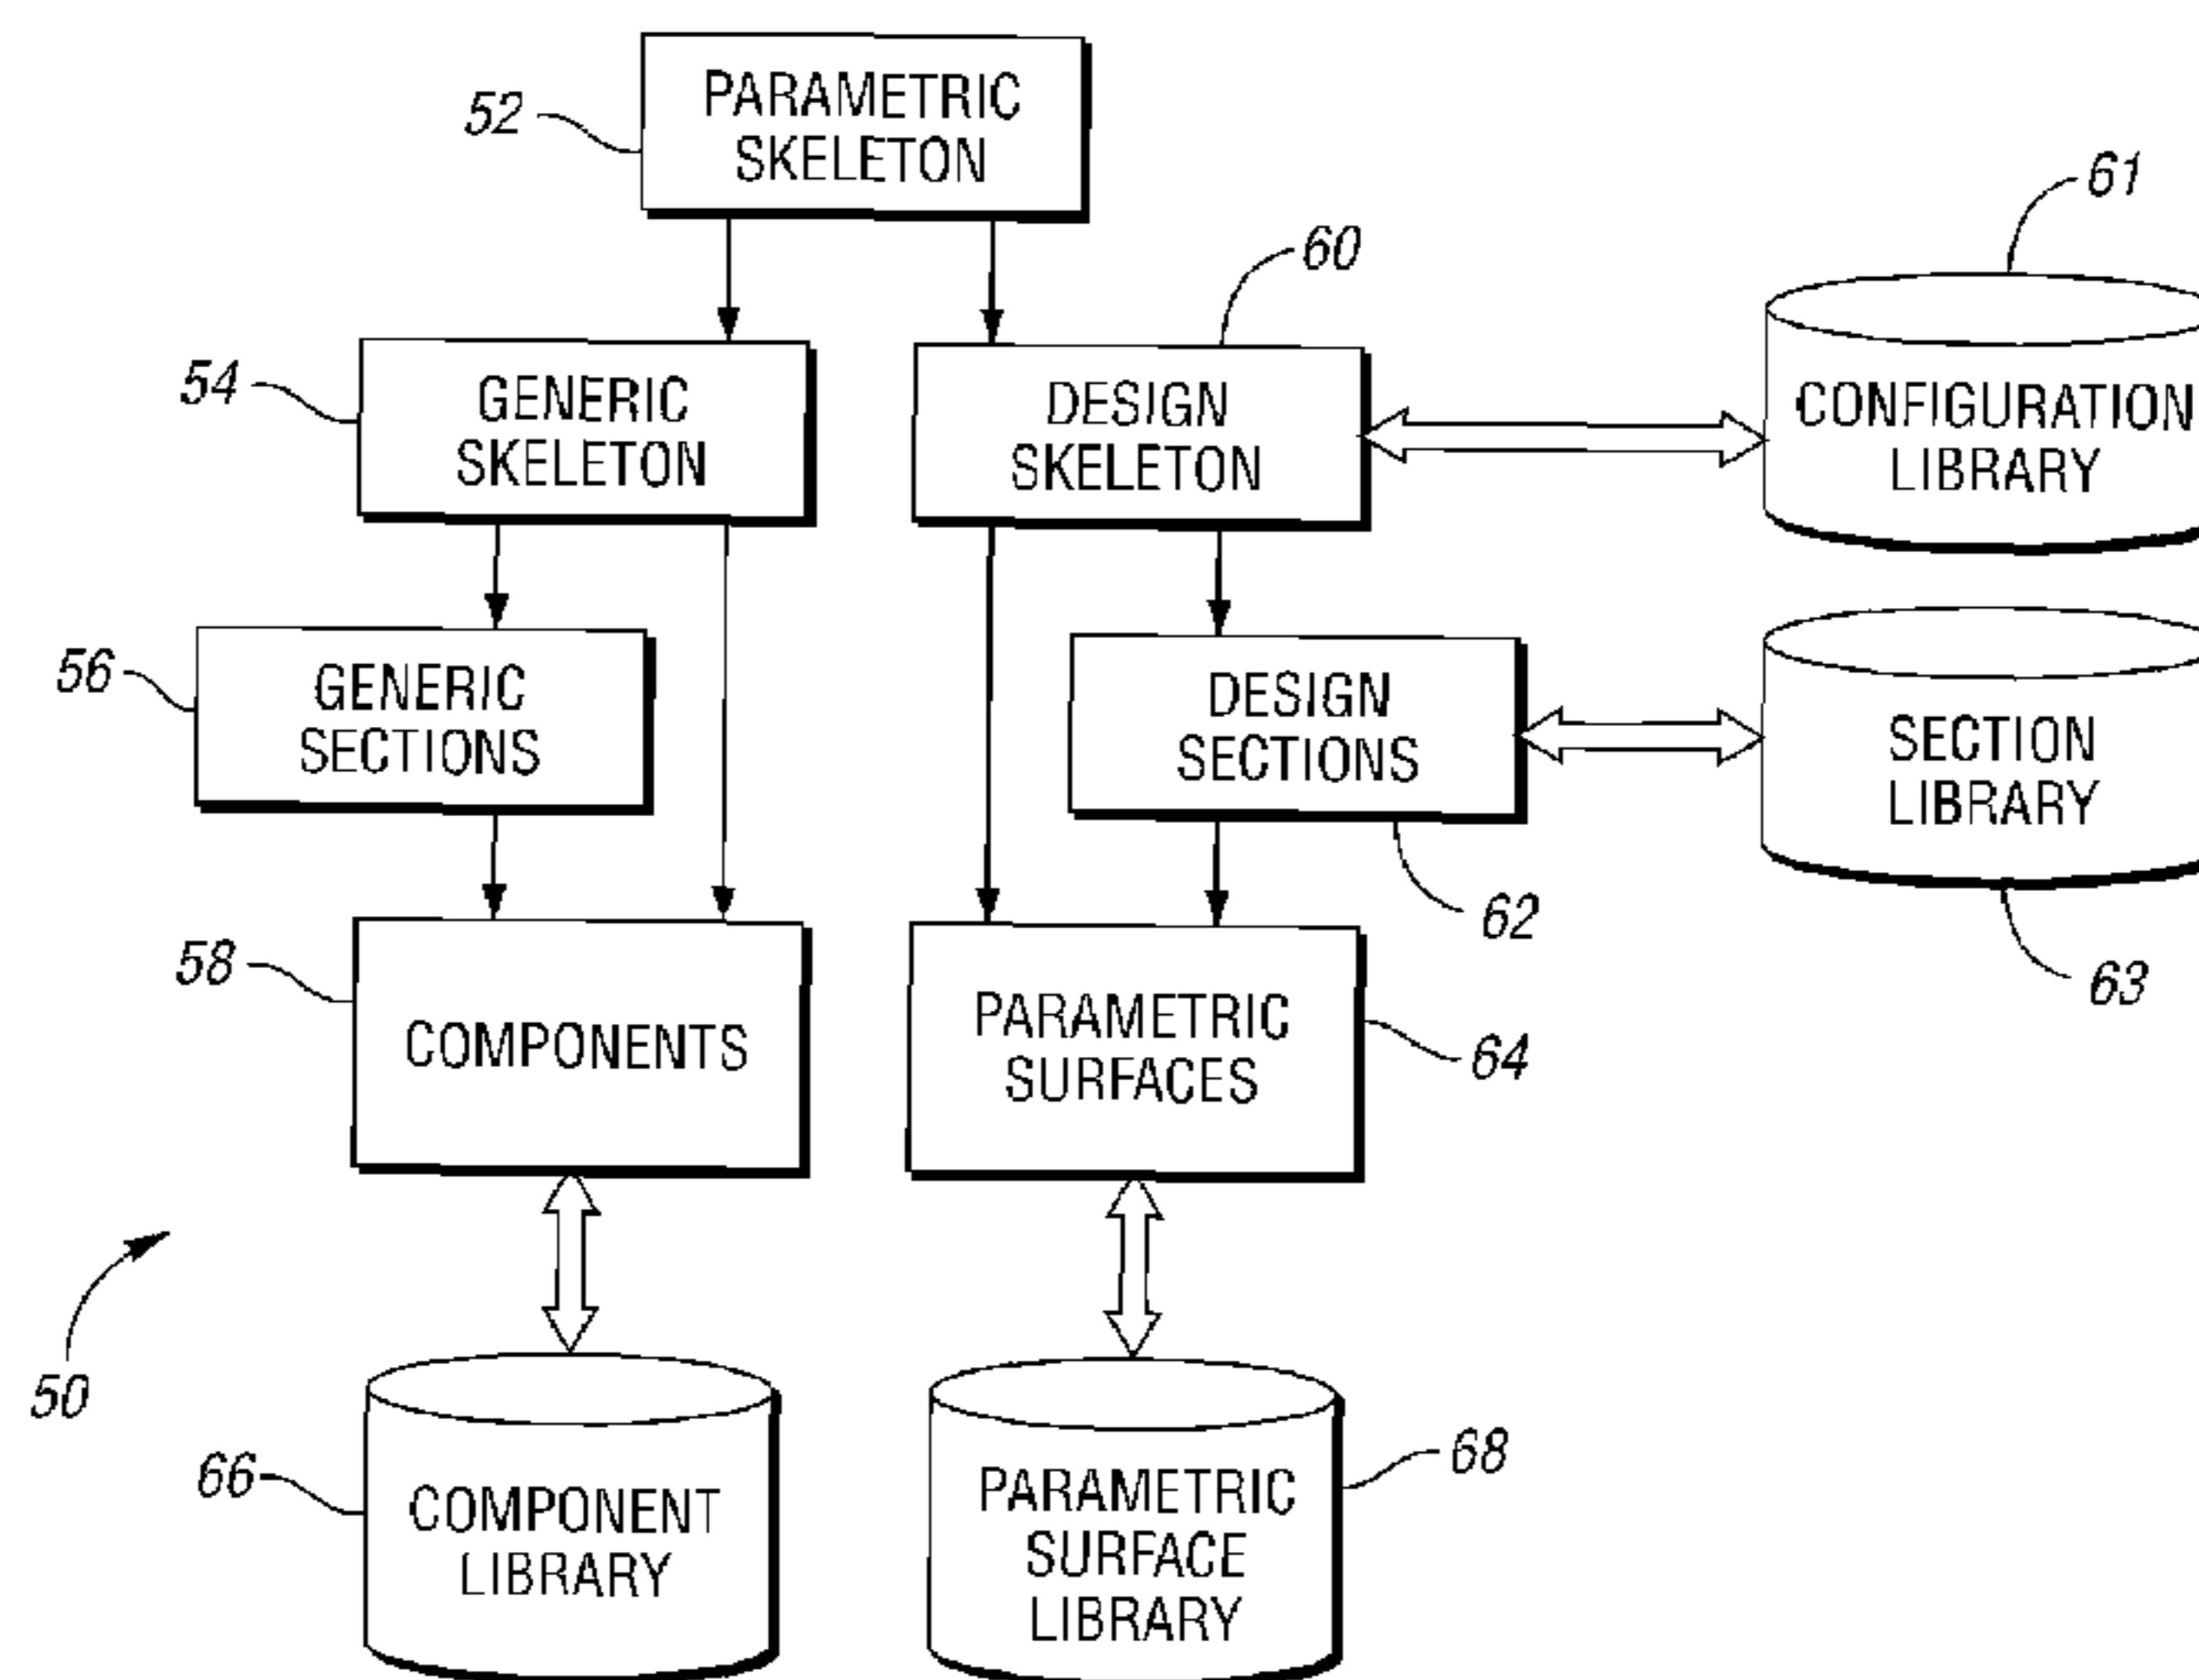 52
PARAMETRIC
SKELETON
61
60
54
GENERIC
SKELETON
DESIGN
SKELETON
CONFIGURATION
LIBRARY
56
GENERIC
SECTIONS
DESIGN
SECTIONS
SECTION
LIBRARY
62
63
58
COMPONENTS
PARAMETRIC
SURFACES
64
50
66
COMPONENT
LIBRARY
PARAMETRIC
SURFACE
LIBRARY
68